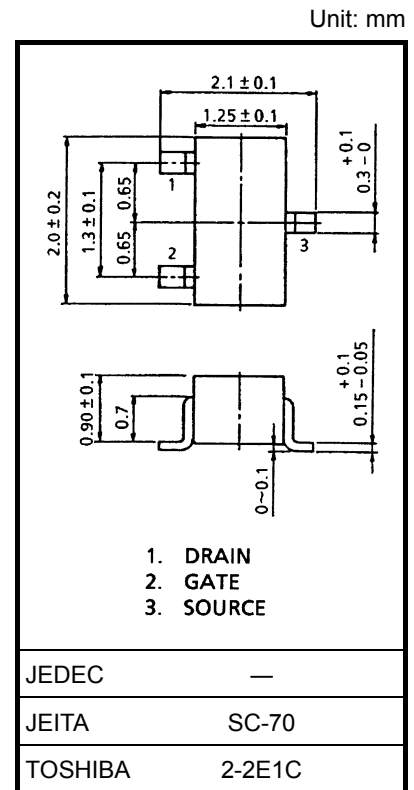 Unit: mm
2.1 ± 0.1
1.25 ± 0.1
+0.1
0.3 – 0
2.0 ± 0.2
1.3 ± 0.1
0.65
0.65
1
2
3
0.90 ± 0.1
0.7
+0.1
0.15 – 0.05
0~0.1
1. DRAIN
2. GATE
3. SOURCE
JEDEC —
JEITA SC-70
TOSHIBA 2-2E1C